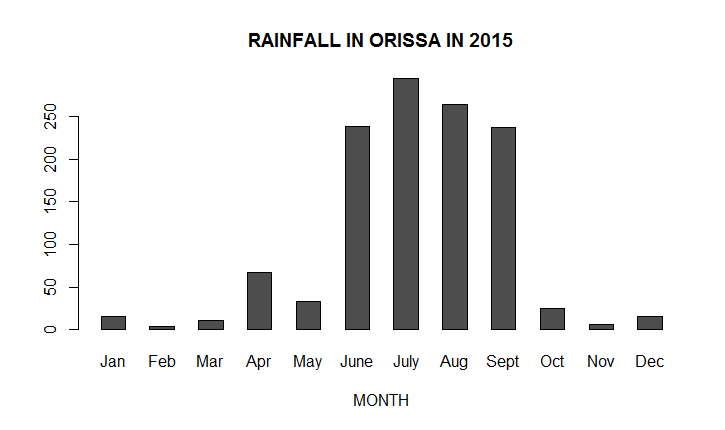 RAINFALL IN ORISSA IN 2015
250
200
150
100
50
0
Jan Feb Mar Apr May June July Aug Sept Oct Nov Dec
MONTH